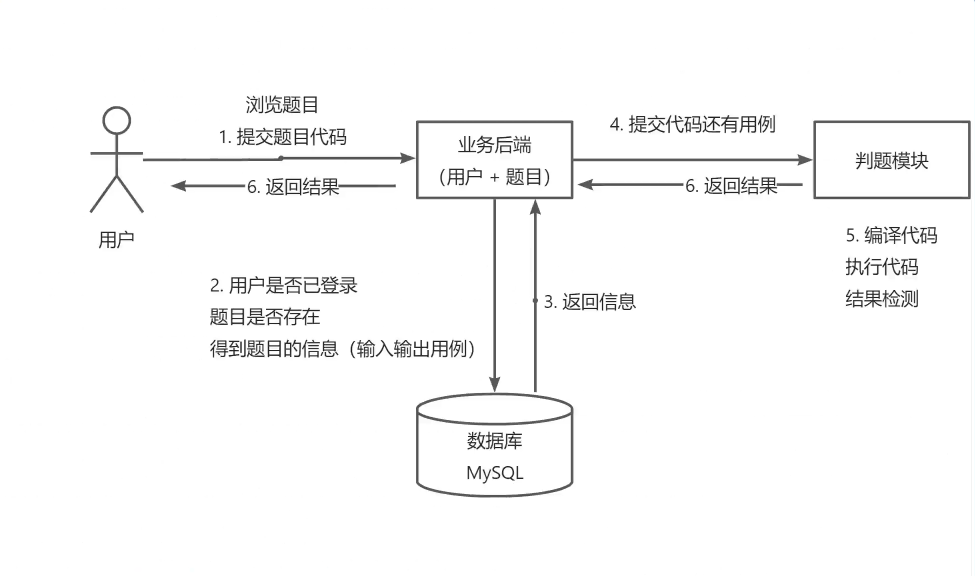 浏览题目
1. 提交题目代码
6. 返回结果
用户
业务后端
（用户 + 题目）
4. 提交代码还有用例
6. 返回结果
判题模块
5. 编译代码
执行代码
结果检测
2. 用户是否已登录
题目是否存在
得到题目的信息（输入输出用例）
3. 返回信息
数据库
MySQL